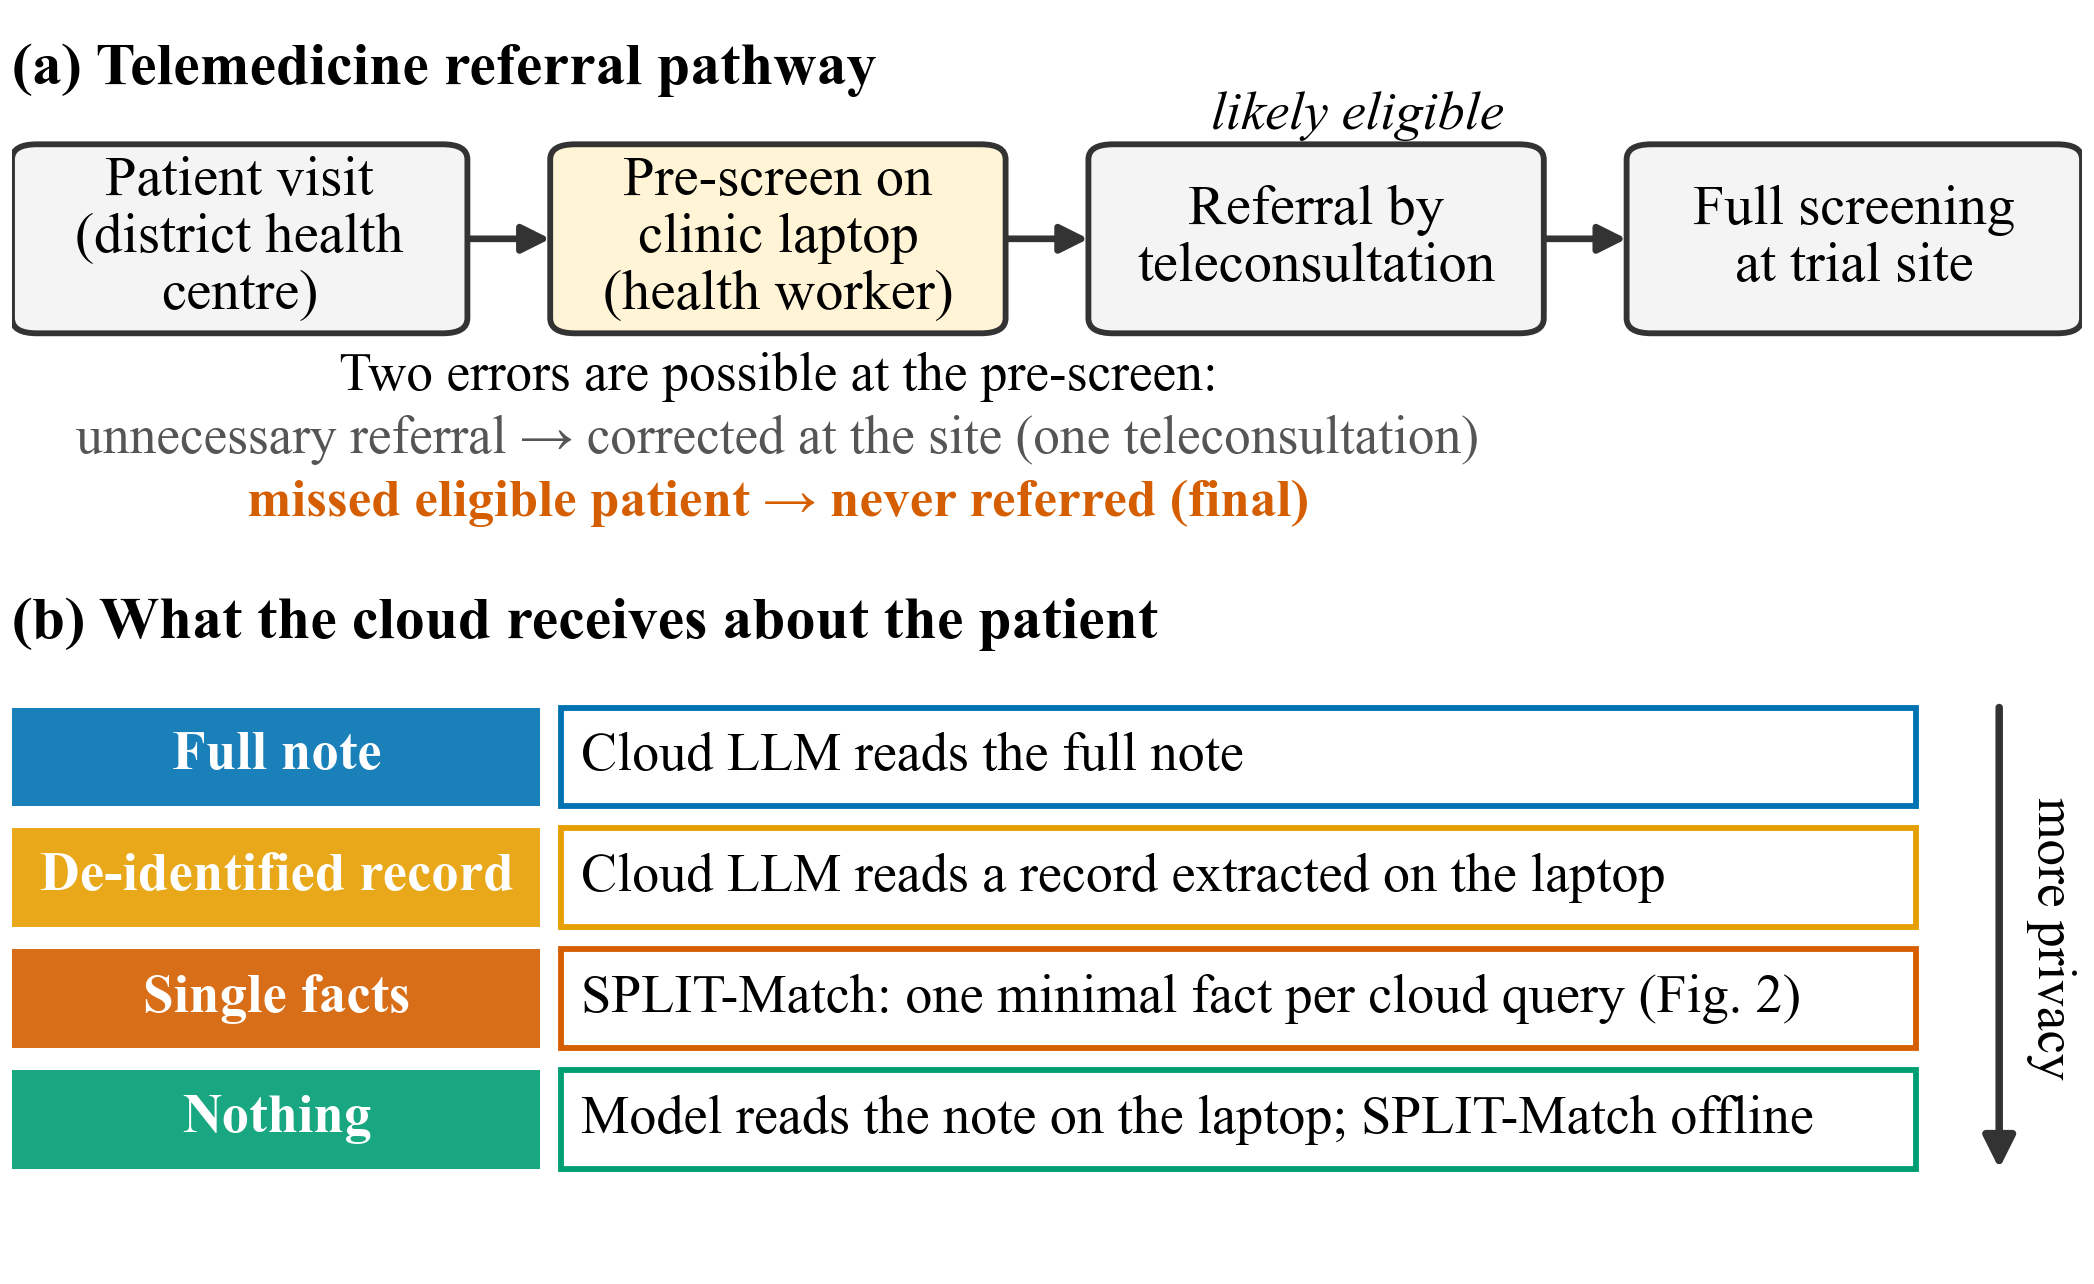 (a) Telemedicine referral pathway
likely eligible
Patient visit
(district health
centre)
Pre-screen on
clinic laptop
(health worker)
Referral by
teleconsultation
Full screening
at trial site
Two errors are possible at the pre-screen:
unnecessary referral → corrected at the site (one teleconsultation)
missed eligible patient → never referred (final)
(b) What the cloud receives about the patient
Full note
Cloud LLM reads the full note
De-identified record
Cloud LLM reads a record extracted on the laptop
Single facts
SPLIT-Match: one minimal fact per cloud query (Fig. 2)
Nothing
Model reads the note on the laptop; SPLIT-Match offline
more privacy